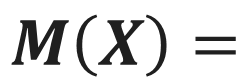 M(X) =